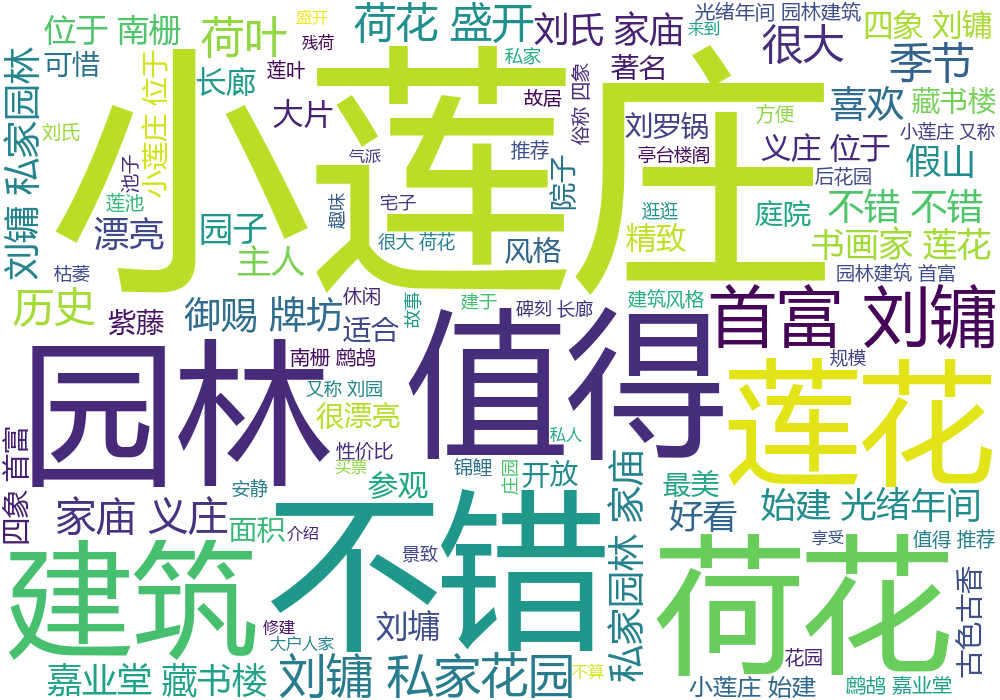 位于 南栅
荷叶
荷花 盛开
盛开
残荷
刘氏 家庙
来到
光绪年间 园林建筑
很大
四象 刘镛
可惜
小莲庄 位于
长廊
莲叶
私家
著名
季节
刘镛 私家园林
大片
故居
俗称 四象
喜欢
藏书楼
刘氏
小莲庄
刘罗锅
方便
小莲庄 又称
池子
气派
推荐
亭台楼阁
义庄 位于
假山
院子
后花园
莲池
趣味
宅子
逛逛
庭院
不错 不错
漂亮
园子
很大 荷花
风格
精致
书画家 莲花
主人
枯萎
园林建筑 首富
历史
紫藤
御赐 牌坊
休闲
适合
故事
建于
碑刻 长廊
建筑风格
首富 刘镛
园林
值得
南栅 鹧鸪
规模
莲花
又称 刘园
很漂亮
四象 首富
性价比
私人
买票
锦鲤
庄园
开放
私家园林 家庙
安静
参观
最美
家庙 义庄
面积
介绍
不错
好看
始建 光绪年间
建筑
景致
荷花
享受
值得 推荐
古色古香
修建
刘墉
大户人家
花园
嘉业堂 藏书楼
刘镛 私家花园
不算
小莲庄 始建
鹧鸪 嘉业堂